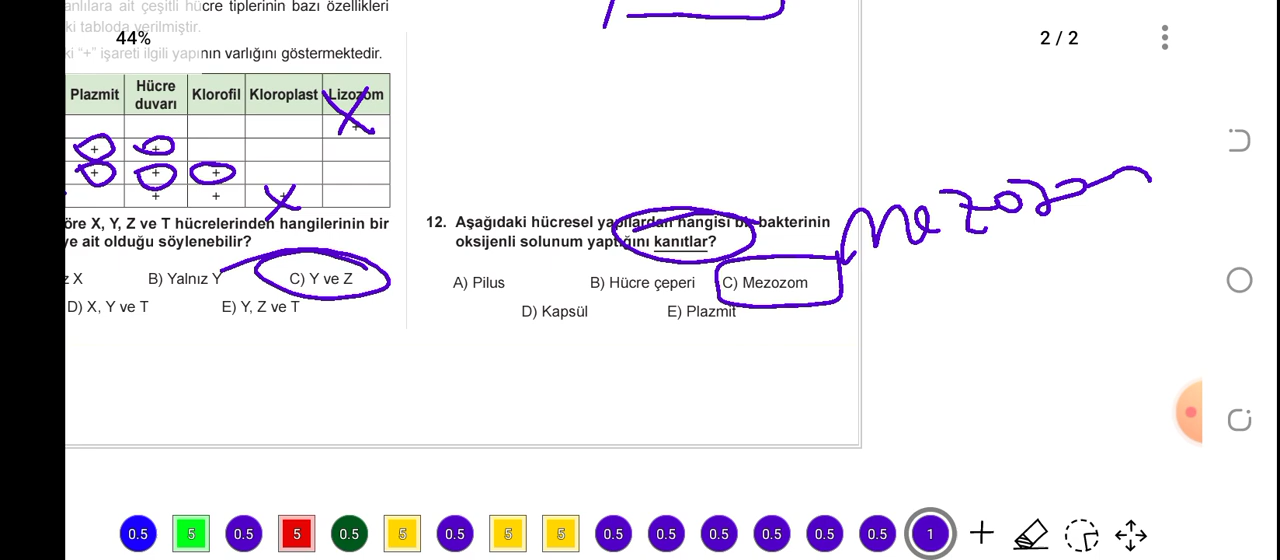 anlılara ait çeşitli hücre tiplerinin bazı özellikleri
ki tabloda verilmiştir.
ki "+" işareti ilgili yapının varlığını göstermektedir.
44%
2 / 2
Plazmit Hücre duvarı Klorofil Kloroplast Lizozom
+
+ +
+ + +
+ + +
öre X, Y, Z ve T hücrelerinden hangilerinin bir
ye ait olduğu söylenebilir?
z X B) Yalnız Y C) Y ve Z
D) X, Y ve T E) Y, Z ve T
12. Aşağıdaki hücresel yapılardan hangisi bir bakterinin
oksijenli solunum yaptığını kanıtlar?
A) Pilus B) Hücre çeperi C) Mezozom
D) Kapsül E) Plazmit
0.5 5 0.5 5 0.5 5 0.5 5 5 0.5 0.5 0.5 0.5 0.5 0.5 1